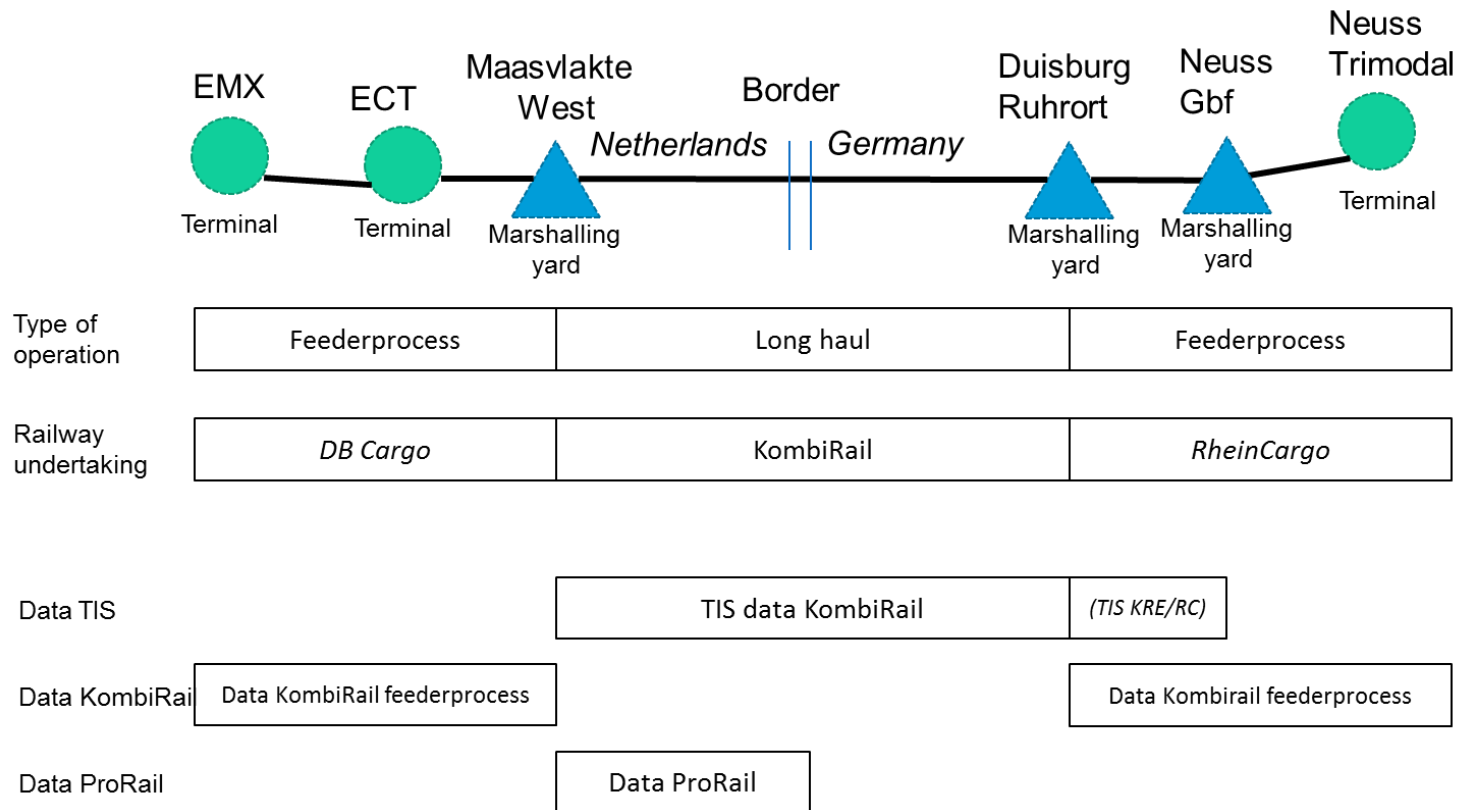 EMX
ECT
Maasvlakte
West
Border
Duisburg
Ruhrort
Neuss
Gbf
Neuss
Trimodal
Netherlands
Germany
Terminal
Terminal
Marshalling
yard
Marshalling
yard
Marshalling
yard
Terminal
Type of
operation
Feederprocess
Long haul
Feederprocess
Railway
undertaking
DB Cargo
KombiRail
RheinCargo
Data TIS
TIS data KombiRail
(TIS KRE/RC)
Data KombiRail
Data KombiRail feederprocess
Data Kombirail feederprocess
Data ProRail
Data ProRail